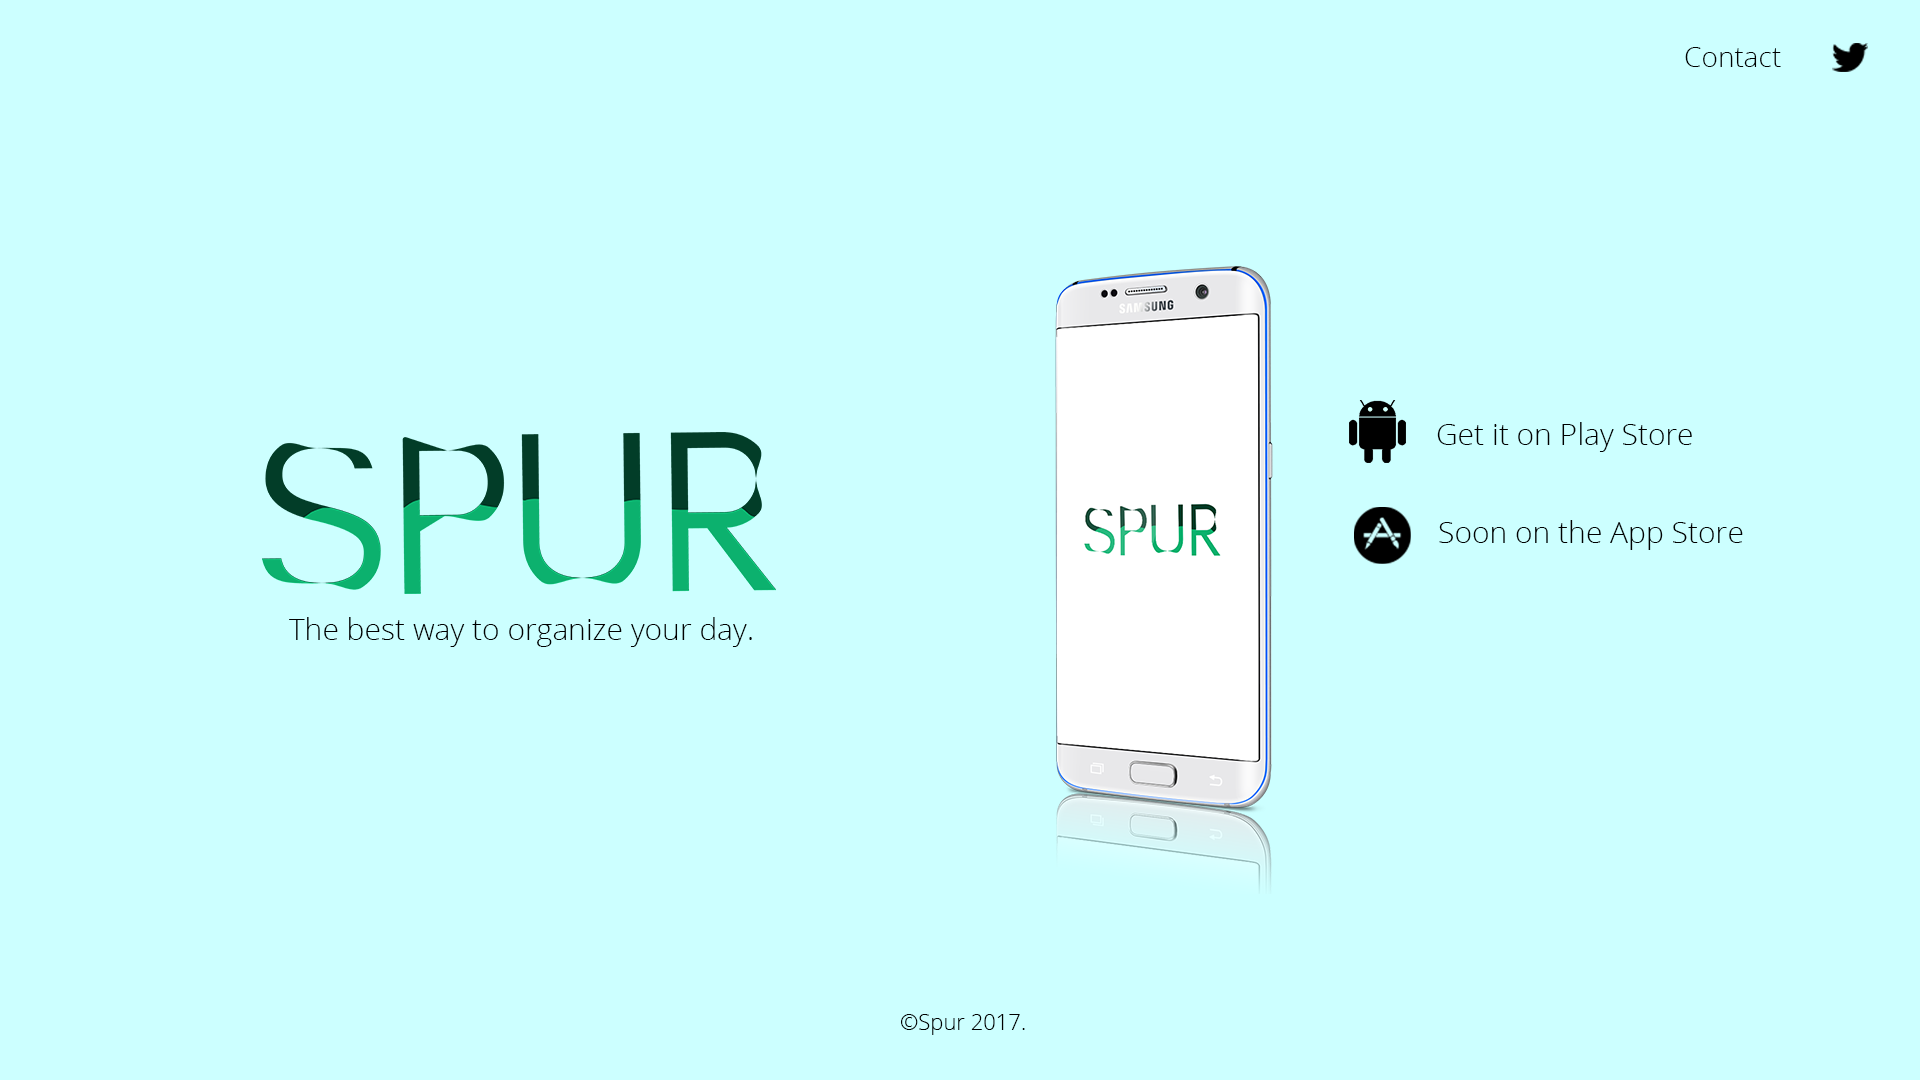 Contact
SAMSUNG
SPUR
The best way to organize your day.
SPUR
Get it on Play Store
Soon on the App Store
©Spur 2017.